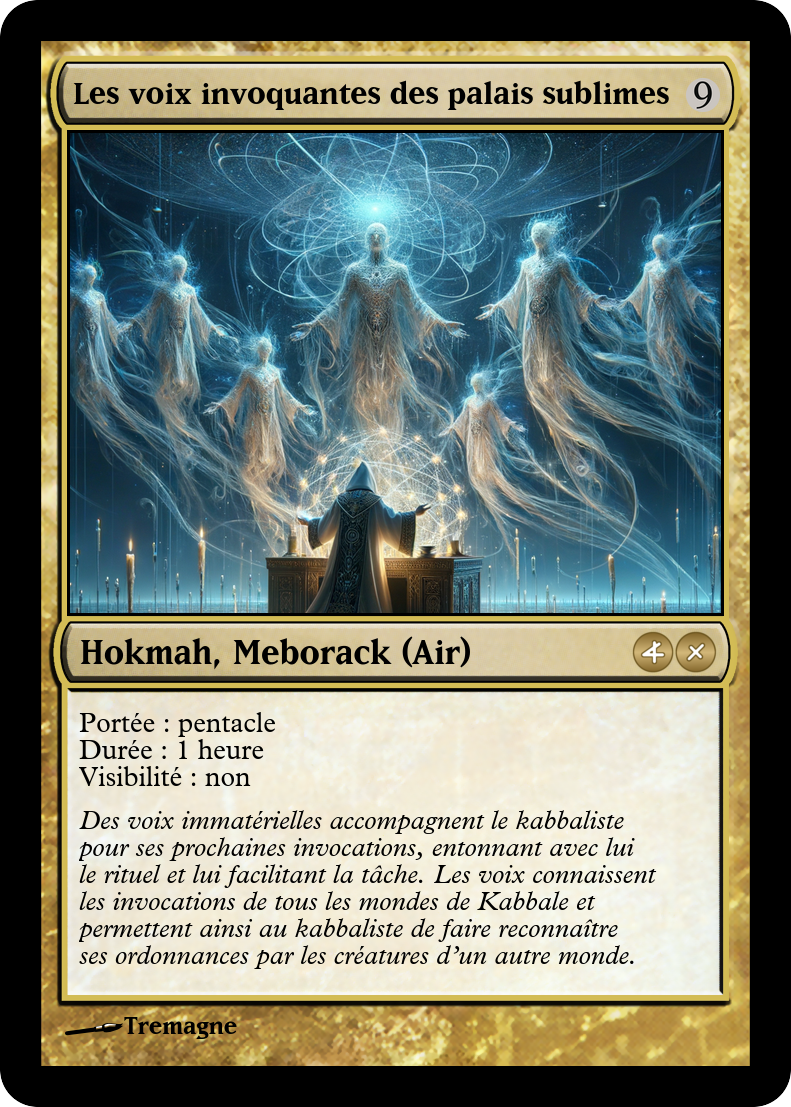 Les voix invoquantes des palais sublimes 9
Hokmah, Meborack (Air)
Portée : pentacle
Durée : 1 heure
Visibilité : non
Des voix immatérielles accompagnent le kabbaliste
pour ses prochaines invocations, entonnant avec lui
le rituel et lui facilitant la tâche. Les voix connaissent
les invocations de tous les mondes de Kabbale et
permettent ainsi au kabbaliste de faire reconnaître
ses ordonnances par les créatures d'un autre monde.
Tremagne